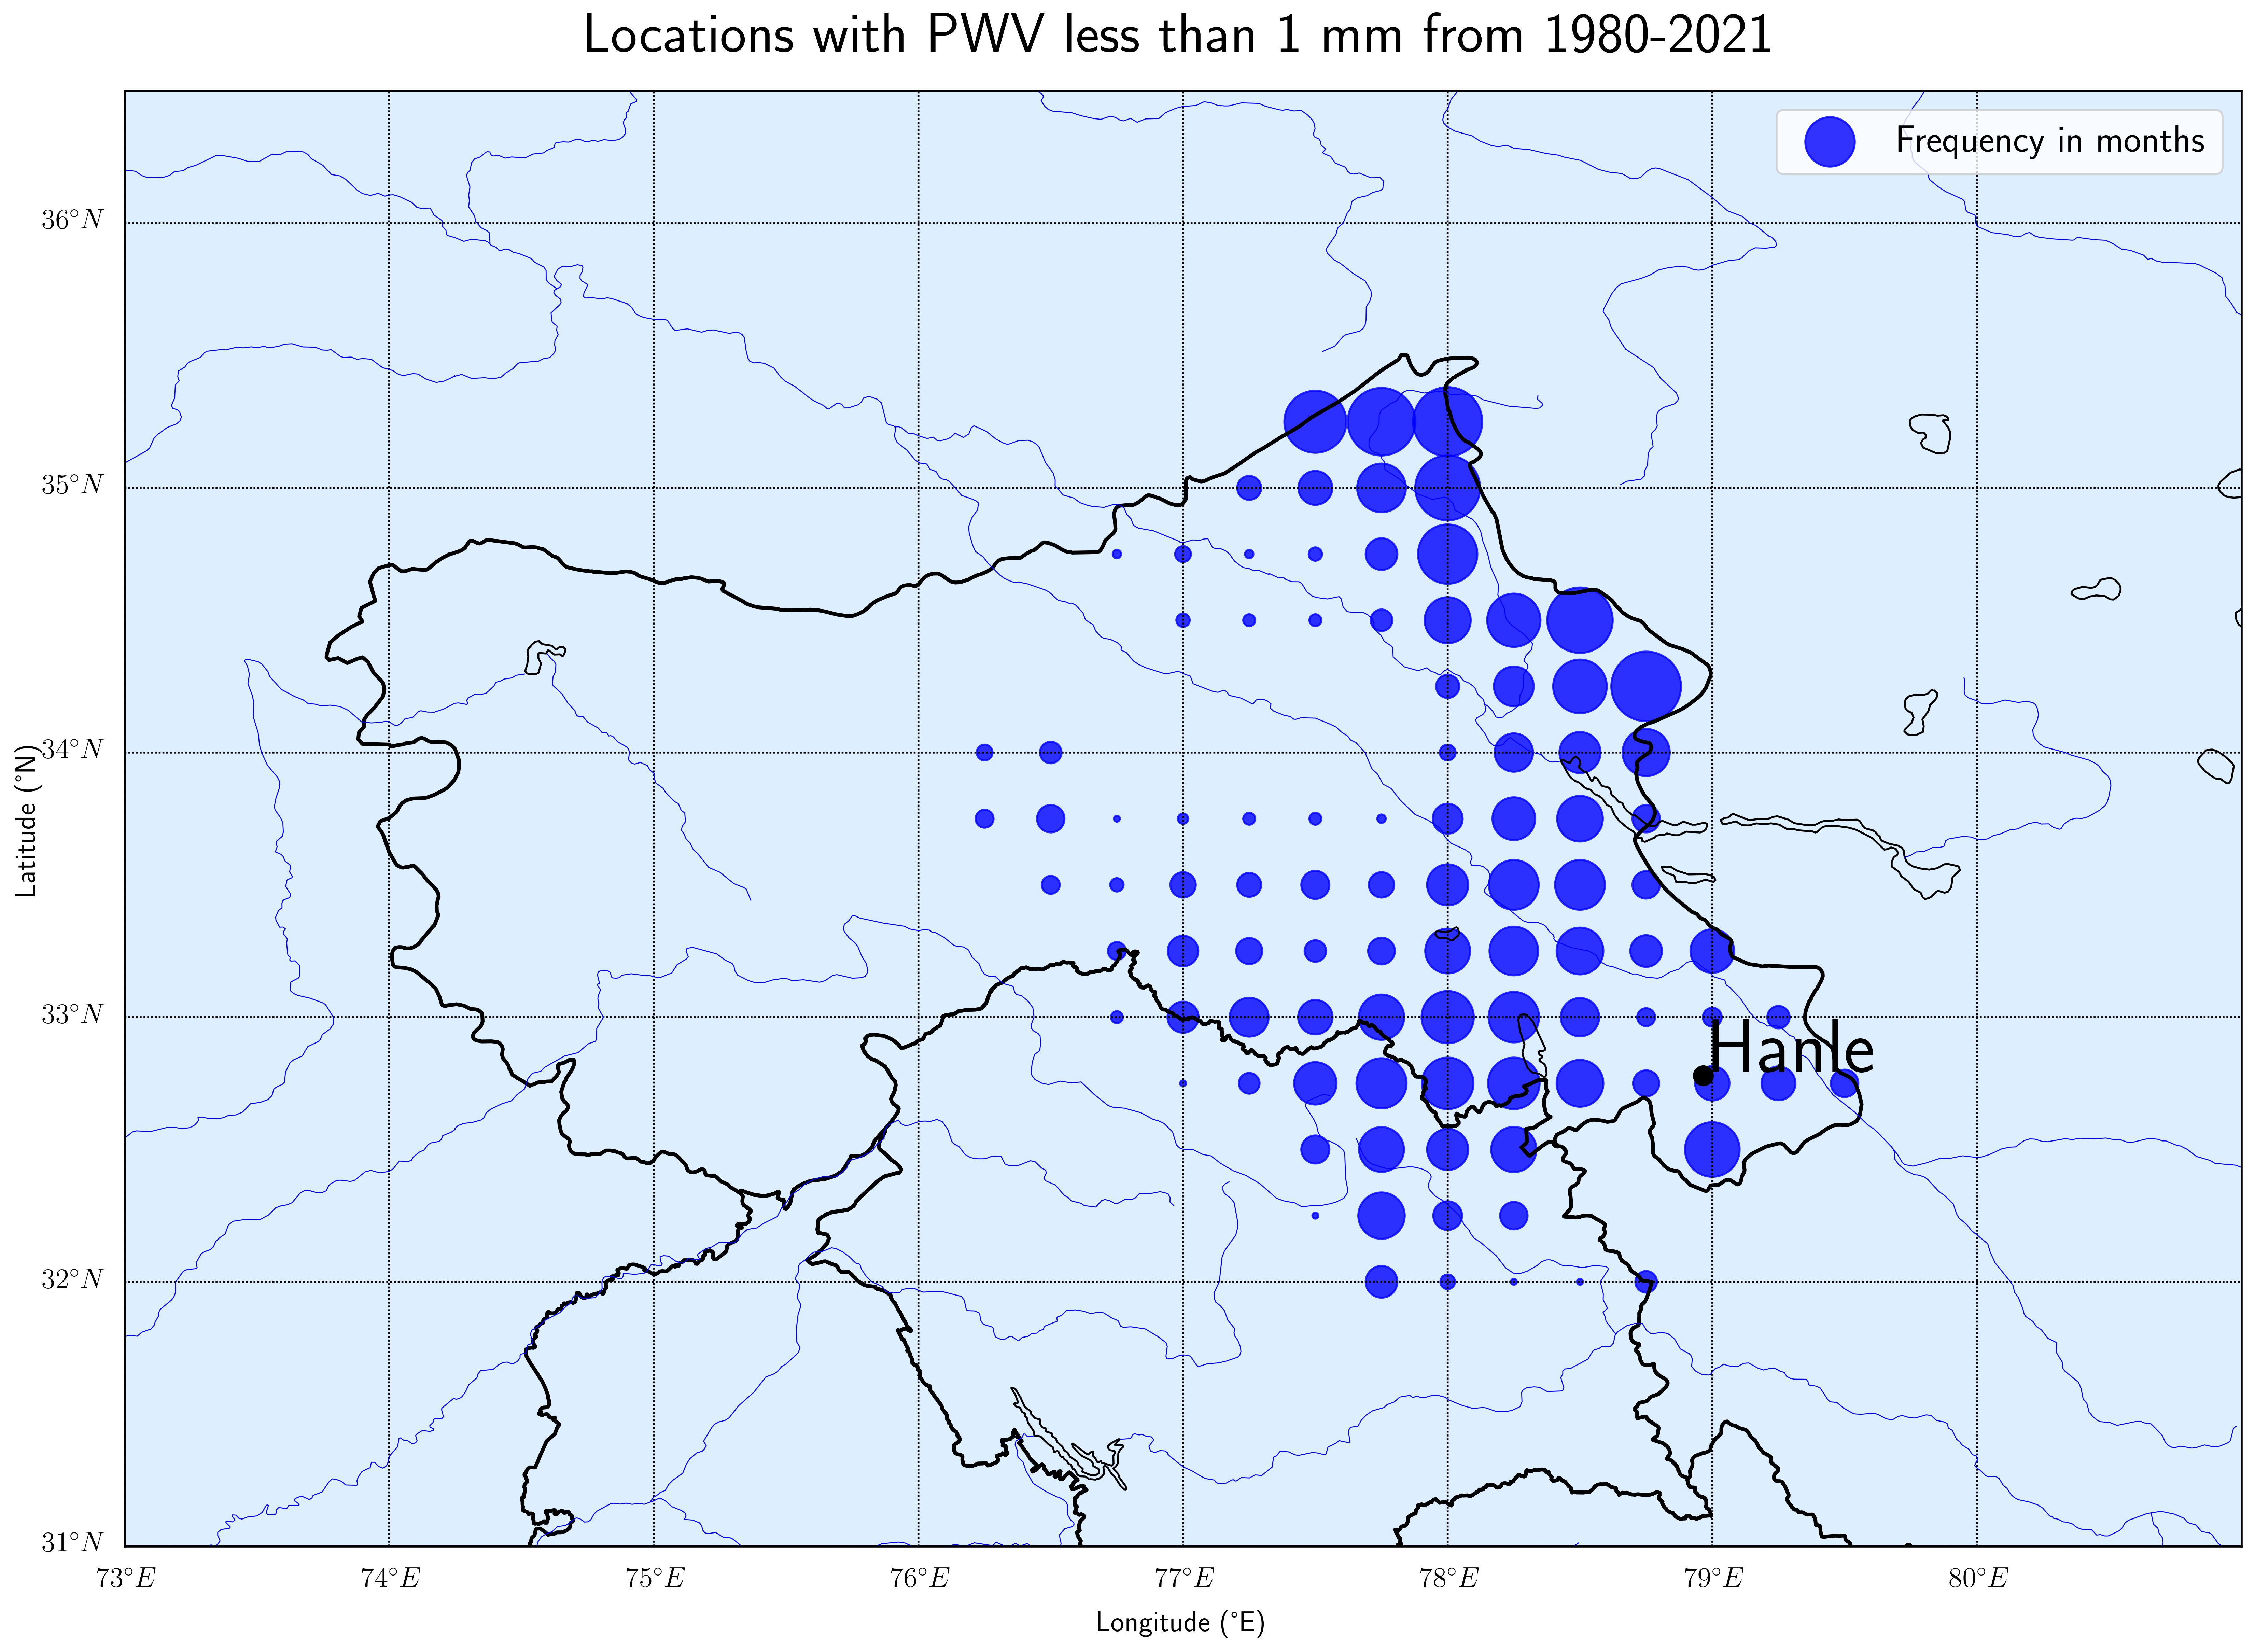 Locations with PWV less than 1 mm from 1980-2021
Frequency in months
36°N
35°N
34°N
33°N
32°N
31°N
Latitude (°N)
Hanle
73°E 74°E 75°E 76°E 77°E 78°E 79°E 80°E
Longitude (°E)